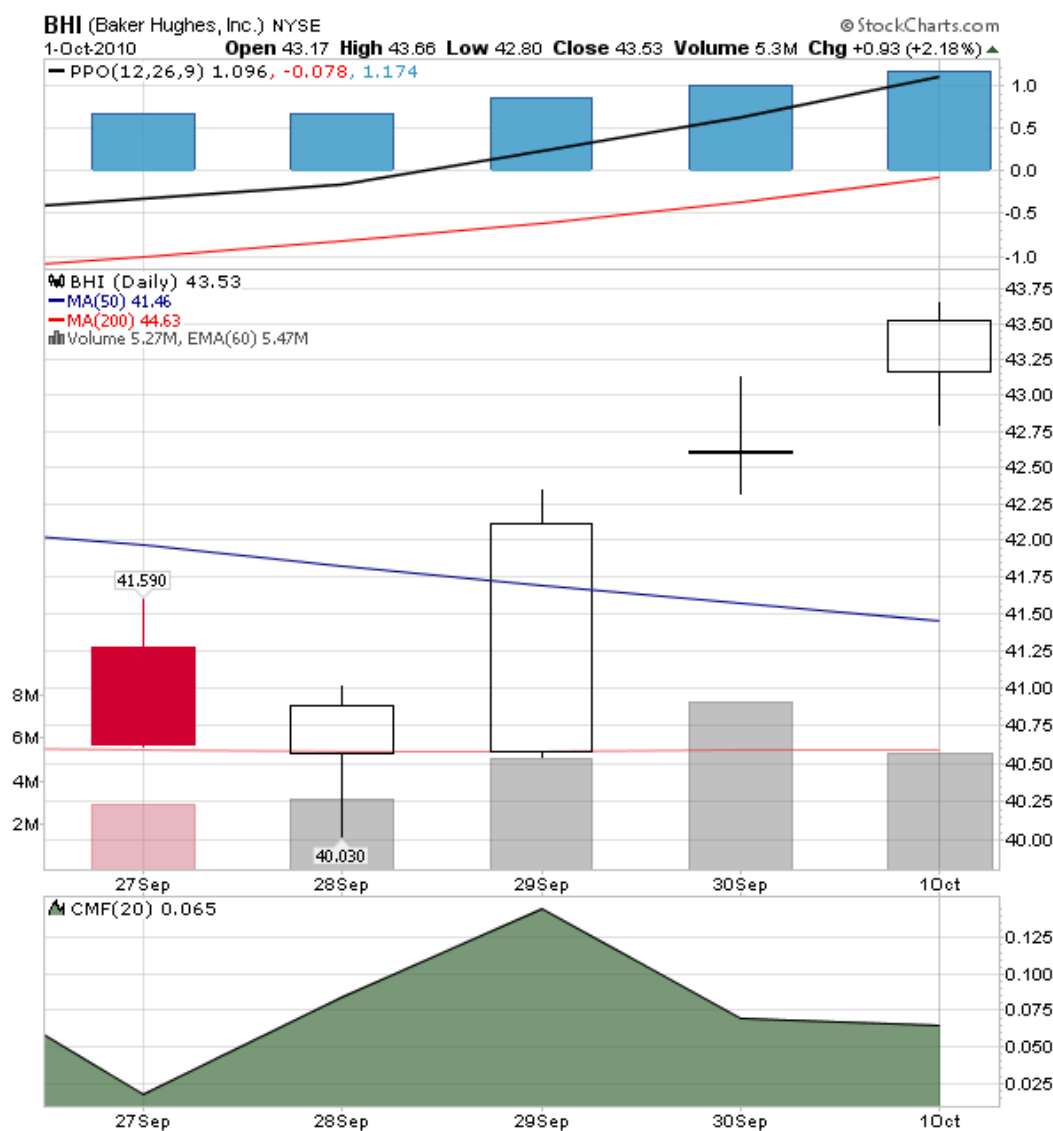 BHI (Baker Hughes, Inc.) NYSE © StockCharts.com
1-Oct-2010 Open 43.17 High 43.66 Low 42.80 Close 43.53 Volume 5.3M Chg +0.93 (+2.18%) ▲
PPO(12,26,9) 1.096, -0.078, 1.174
1.0
0.5
0.0
-0.5
-1.0
BHI (Daily) 43.53
MA(50) 41.46
MA(200) 44.63
Volume 5.27M, EMA(60) 5.47M
43.75
43.50
43.25
43.00
42.75
42.50
42.25
42.00
41.75
41.50
41.25
41.00
40.75
40.50
40.25
40.00
41.590
40.030
8M
6M
4M
2M
27Sep 28Sep 29Sep 30Sep 1Oct
CMF(20) 0.065
0.125
0.100
0.075
0.050
0.025
27Sep 28Sep 29Sep 30Sep 1Oct